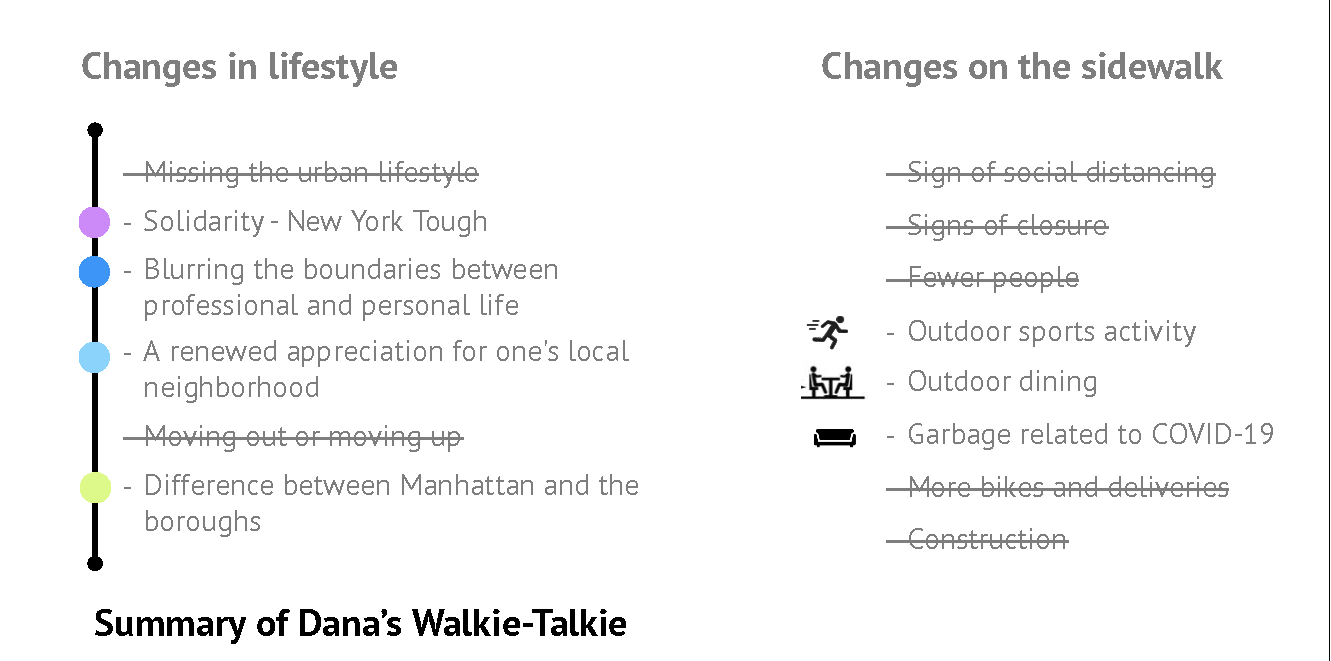 Changes in lifestyle
- Missing the urban lifestyle
- Solidarity - New York Tough
- Blurring the boundaries between
professional and personal life
- A renewed appreciation for one's local
neighborhood
- Moving out or moving up
- Difference between Manhattan and the
boroughs
Changes on the sidewalk
- Sign of social distancing
- Signs of closure
- Fewer people
- Outdoor sports activity
- Outdoor dining
- Garbage related to COVID-19
- More bikes and deliveries
- Construction
Summary of Dana’s Walkie-Talkie